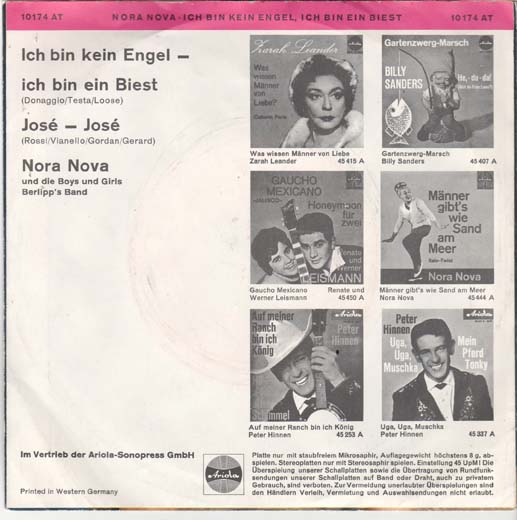 10174 AT NORA NOVA - ICH BIN KEIN ENGEL, ICH BIN EIN BIEST 10174 AT
Ich bin kein Engel –
ich bin ein Biest
(Donaggio/Testa/Loose)
José – José
(Rossi/Vianello/Gordan/Gerard)
Nora Nova
und die Boys und Girls
Berlipp's Band
Zarah Leander
Was
wissen
Männer
von
Liebe?
Was wissen Männer von Liebe
Zarah Leander 45 415 A
Gartenzwerg-Marsch
BILLY
SANDERS
He, du da!
Gartenzwerg-Marsch
Billy Sanders 45 407 A
GAUCHO
MEXICANO
Honeymoon
für
zwei
Renate
und
Werner
LEISMANN
Gaucho Mexicano Renate und
Werner Leismann 45 450 A
Männer
gibt's
wie
Sand
am
Meer
Nora Nova
Männer gibt's wie Sand am Meer
Nora Nova 45 444 A
Ariola
Auf meiner
Ranch
bin ich
König
Peter
Hinnen
Schimmel
Auf meiner Ranch bin ich König
Peter Hinnen 45 253 A
Ariola
Peter
Hinnen
Uga,
Uga,
Muschka
Mein
Pferd
Tonky
Uga, Uga, Muschka
Peter Hinnen 45 337 A
Im Vertrieb der Ariola-Sonopress GmbH
Ariola
Printed in Western Germany
Platte nur mit staubfreiem Mikrosaphir, Auflagegewicht höchstens 8 g, ab-
spielen. Stereoplatten nur mit Stereosaphir spielen. Einstellung 45 UpM! Die
Überspielung unserer Schallplatten sowie die Übertragung von Rundfunk-
sendungen unserer Schallplatten auf Band oder Draht, auch zu privatem
Gebrauch, sind verboten. Zur Vermeidung unerlaubter Überspielungen sind
den Händlern Verleih, Vermietung und Auswahlsendungen nicht erlaubt.